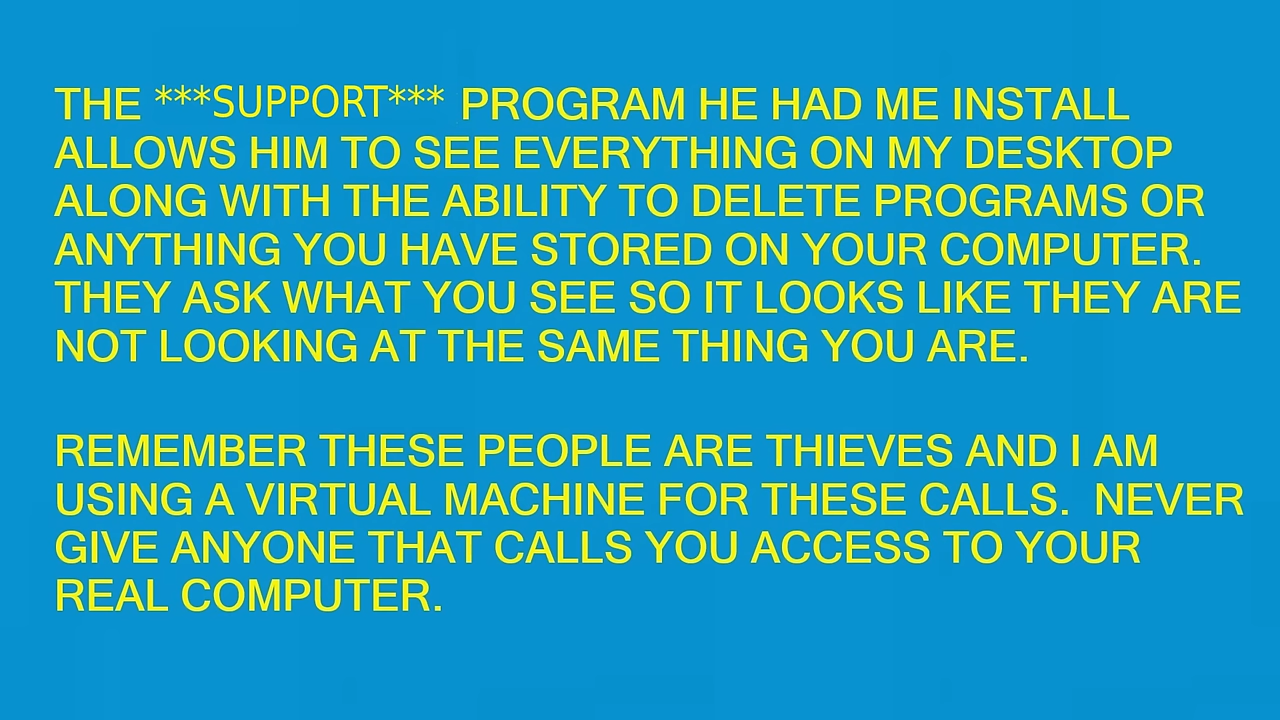 THE ***SUPPORT*** PROGRAM HE HAD ME INSTALL
ALLOWS HIM TO SEE EVERYTHING ON MY DESKTOP
ALONG WITH THE ABILITY TO DELETE PROGRAMS OR
ANYTHING YOU HAVE STORED ON YOUR COMPUTER.
THEY ASK WHAT YOU SEE SO IT LOOKS LIKE THEY ARE
NOT LOOKING AT THE SAME THING YOU ARE.
REMEMBER THESE PEOPLE ARE THIEVES AND I AM
USING A VIRTUAL MACHINE FOR THESE CALLS.  NEVER
GIVE ANYONE THAT CALLS YOU ACCESS TO YOUR
REAL COMPUTER.